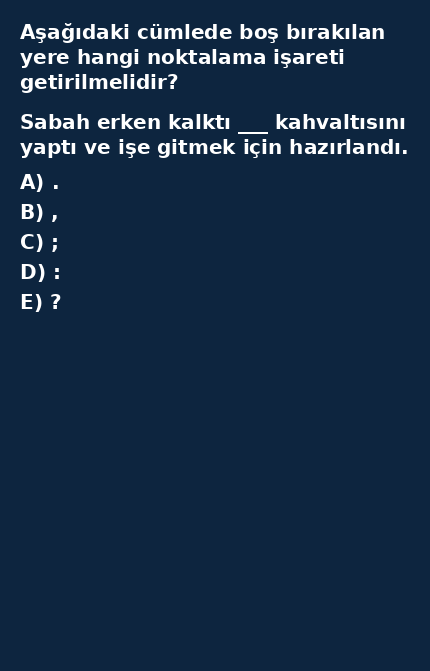 Aşağıdaki cümlede boş bırakılan
yere hangi noktalama işareti
getirilmelidir?
Sabah erken kalktı ___ kahvaltısını
yaptı ve işe gitmek için hazırlandı.
A) .
B) ,
C) ;
D) :
E) ?